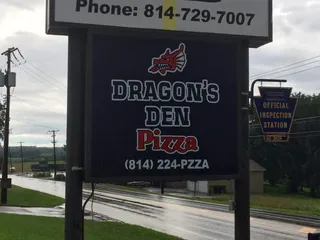 Phone: 814-729-7007
DRAGON'S
DEN
Pizza
(814) 224-PZZA
OFFICIAL
INSPECTION
STATION